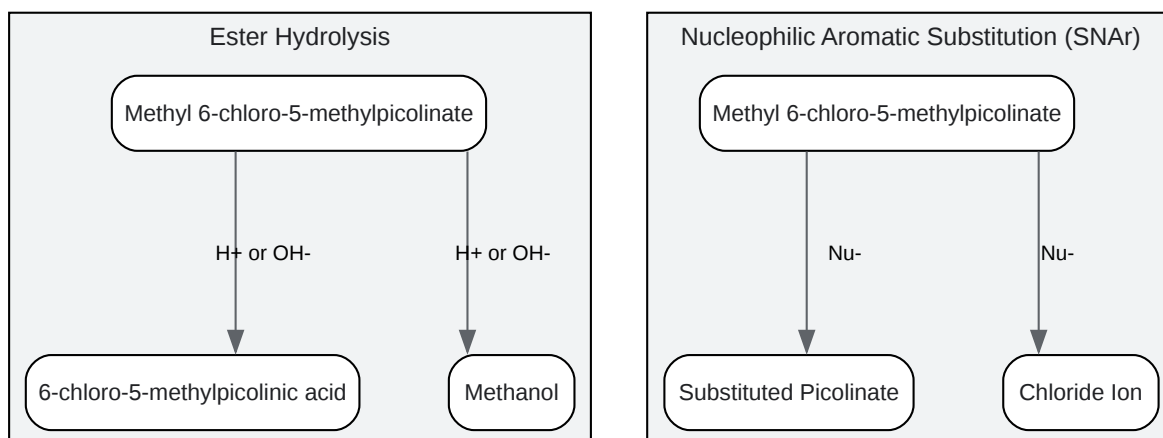 Ester Hydrolysis
Methyl 6-chloro-5-methylpicolinate
H+ or OH-
H+ or OH-
6-chloro-5-methylpicolinic acid
Methanol
Nucleophilic Aromatic Substitution (SNAr)
Methyl 6-chloro-5-methylpicolinate
Nu-
Nu-
Substituted Picolinate
Chloride Ion